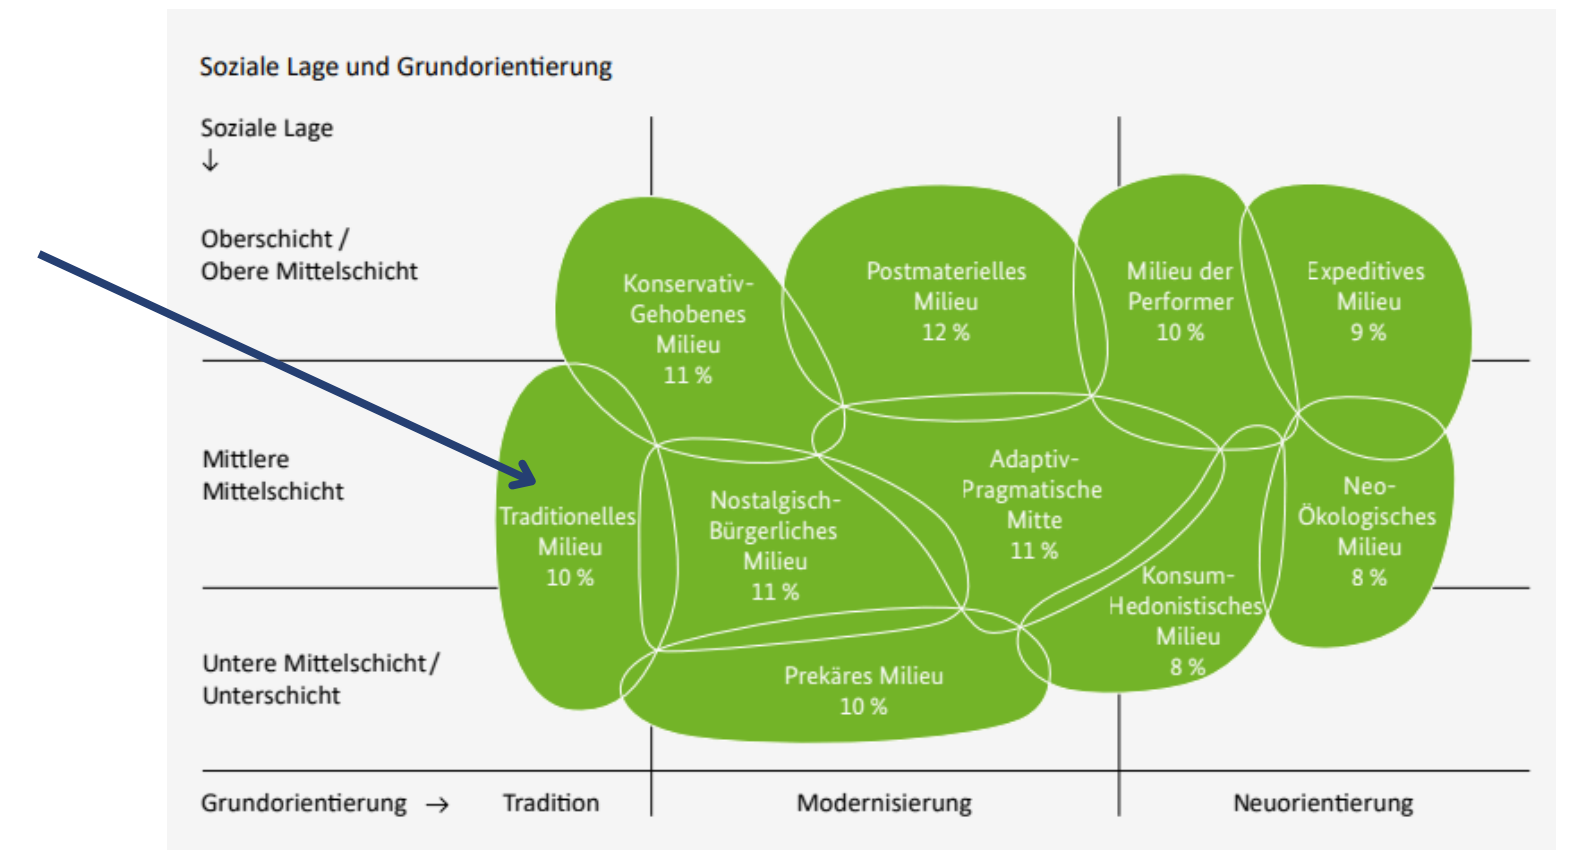 Soziale Lage und Grundorientierung
Soziale Lage
↓
Oberschicht /
Obere Mittelschicht
Mittlere
Mittelschicht
Untere Mittelschicht /
Unterschicht
Konservativ-
Gehobenes
Milieu
11 %
Postmaterielles
Milieu
12 %
Milieu der
Performer
10 %
Expeditives
Milieu
9 %
Traditionelles
Milieu
10 %
Nostalgisch-
Bürgerliches
Milieu
11 %
Adaptiv-
Pragmatische
Mitte
11 %
Konsum-
Hedonistisches
Milieu
8 %
Neo-
Ökologisches
Milieu
8 %
Prekäres Milieu
10 %
Grundorientierung → Tradition Modernisierung Neuorientierung